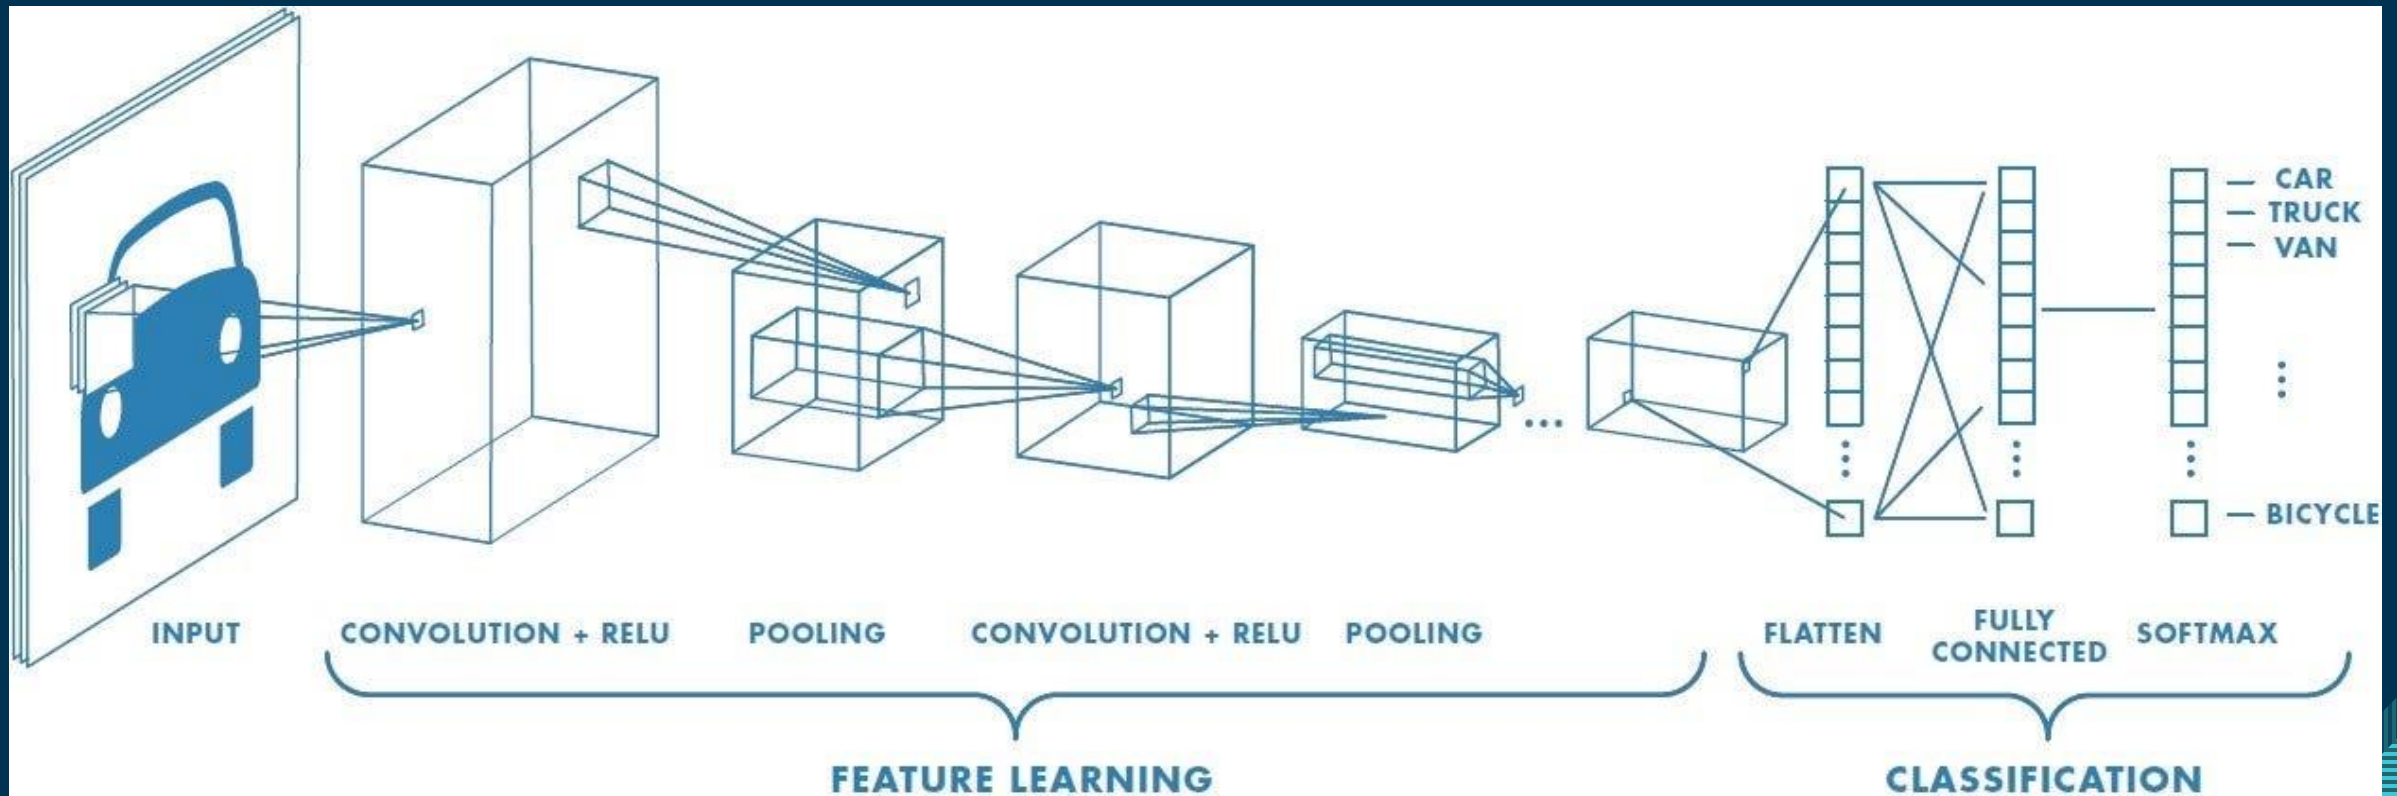 CAR
TRUCK
VAN
BICYCLE
INPUT
CONVOLUTION + RELU
POOLING
CONVOLUTION + RELU
POOLING
FLATTEN
FULLY
CONNECTED
SOFTMAX
FEATURE LEARNING
CLASSIFICATION